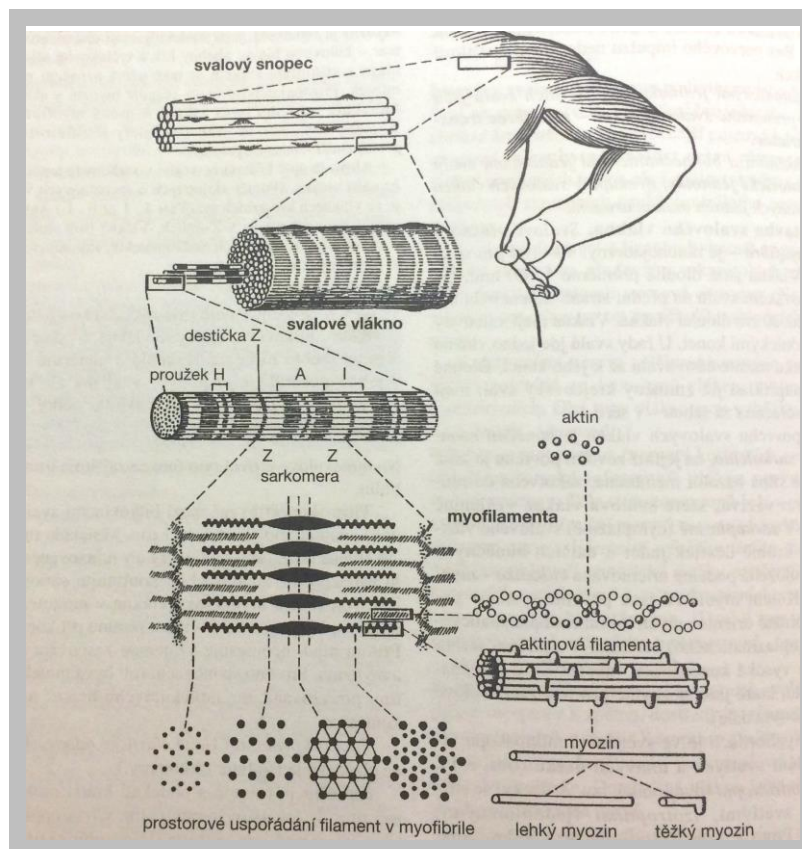 svalový snopec
svalové vlákno
destička Z
proužek H
A
I
Z
Z
sarkomera
aktin
myofilamenta
aktinová filamenta
myozin
lehký myozin
těžký myozin
prostorové uspořádání filament v myofibrile